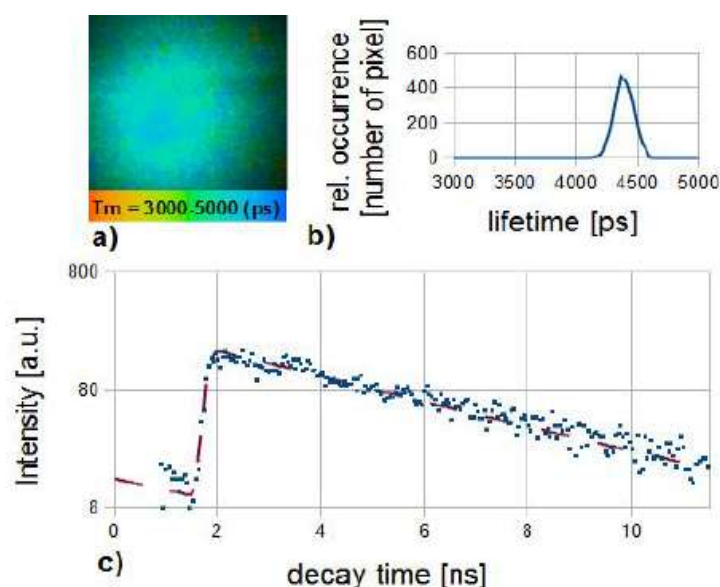 Tm = 3000-5000 (ps)
a)
rel. occurrence
[number of pixel]
600
400
200
0
3000 3500 4000 4500 5000
lifetime [ps]
b)
Intensity [a.u.]
800
80
8
0 2 4 6 8 10
decay time [ns]
c)